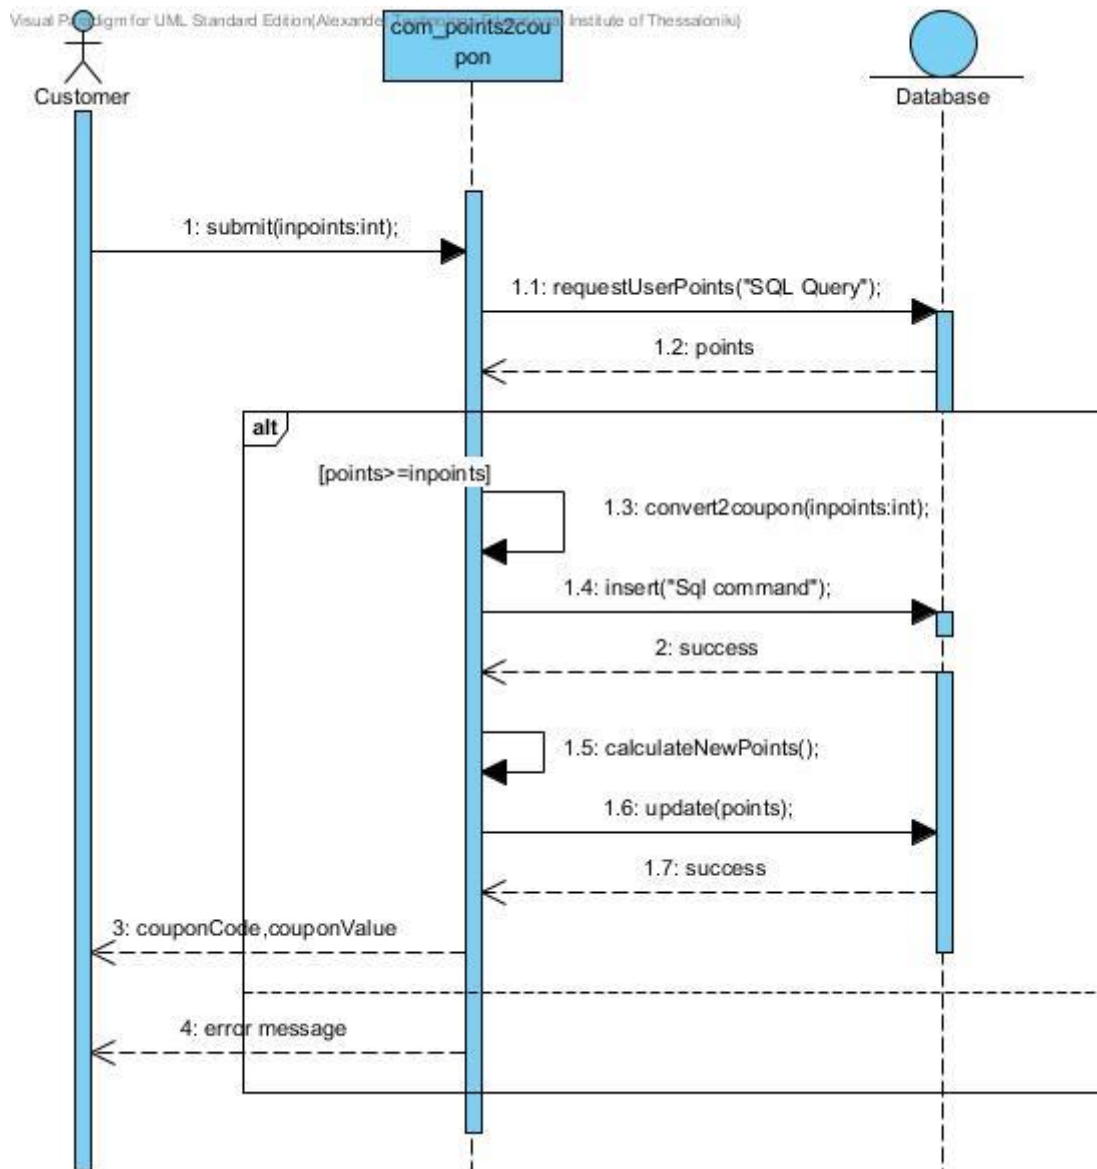 Visual Paradigm for UML Standard Edition(Alexander Institute of Thessaloniki)
com_points2cou
pon
Customer
Database
1: submit(inpoints:int);
1.1: requestUserPoints("SQL Query");
1.2: points
alt
[points>=inpoints]
1.3: convert2coupon(inpoints:int);
1.4: insert("Sql command");
2: success
1.5: calculateNewPoints();
1.6: update(points);
1.7: success
3: couponCode,couponValue
4: error message